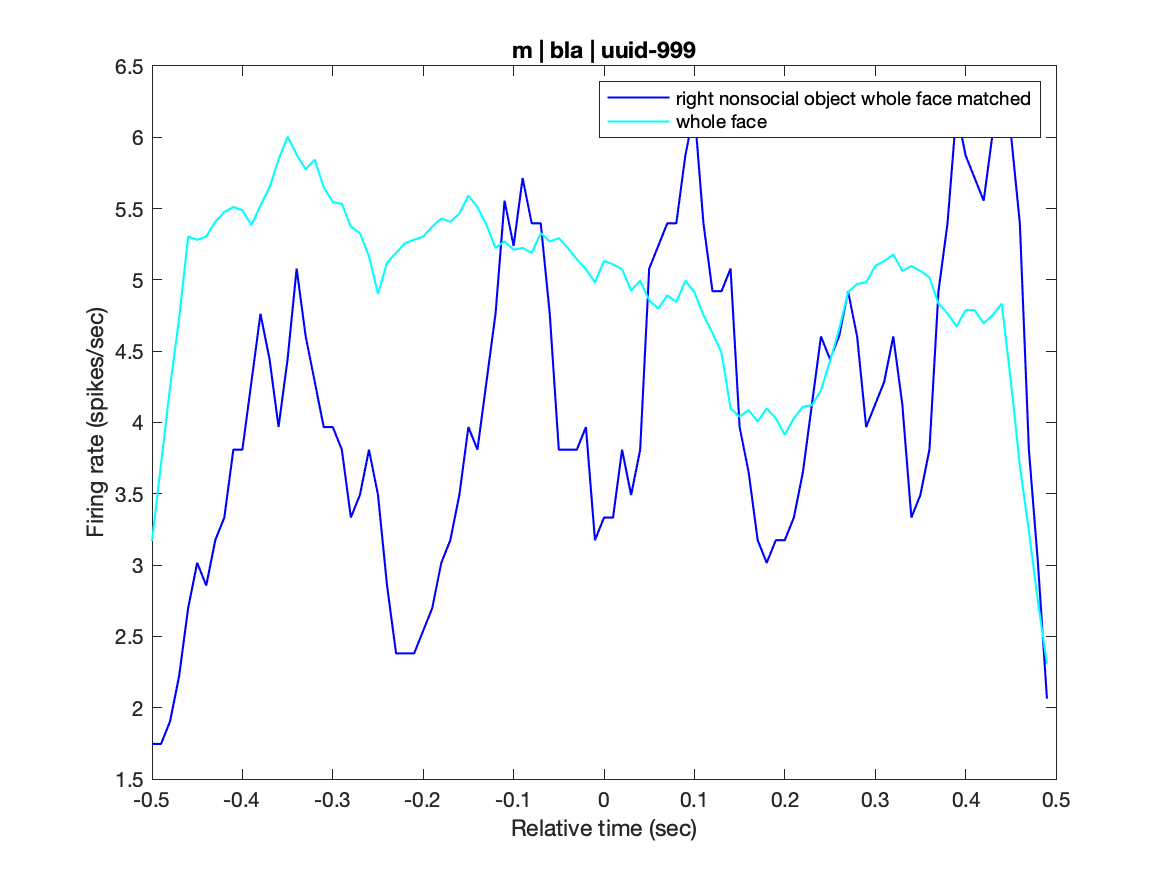 m | bla | uuid-999
right nonsocial object whole face matched
whole face
6.5
6
5.5
5
4.5
4
3.5
3
2.5
2
1.5
Firing rate (spikes/sec)
-0.5 -0.4 -0.3 -0.2 -0.1 0 0.1 0.2 0.3 0.4 0.5
Relative time (sec)